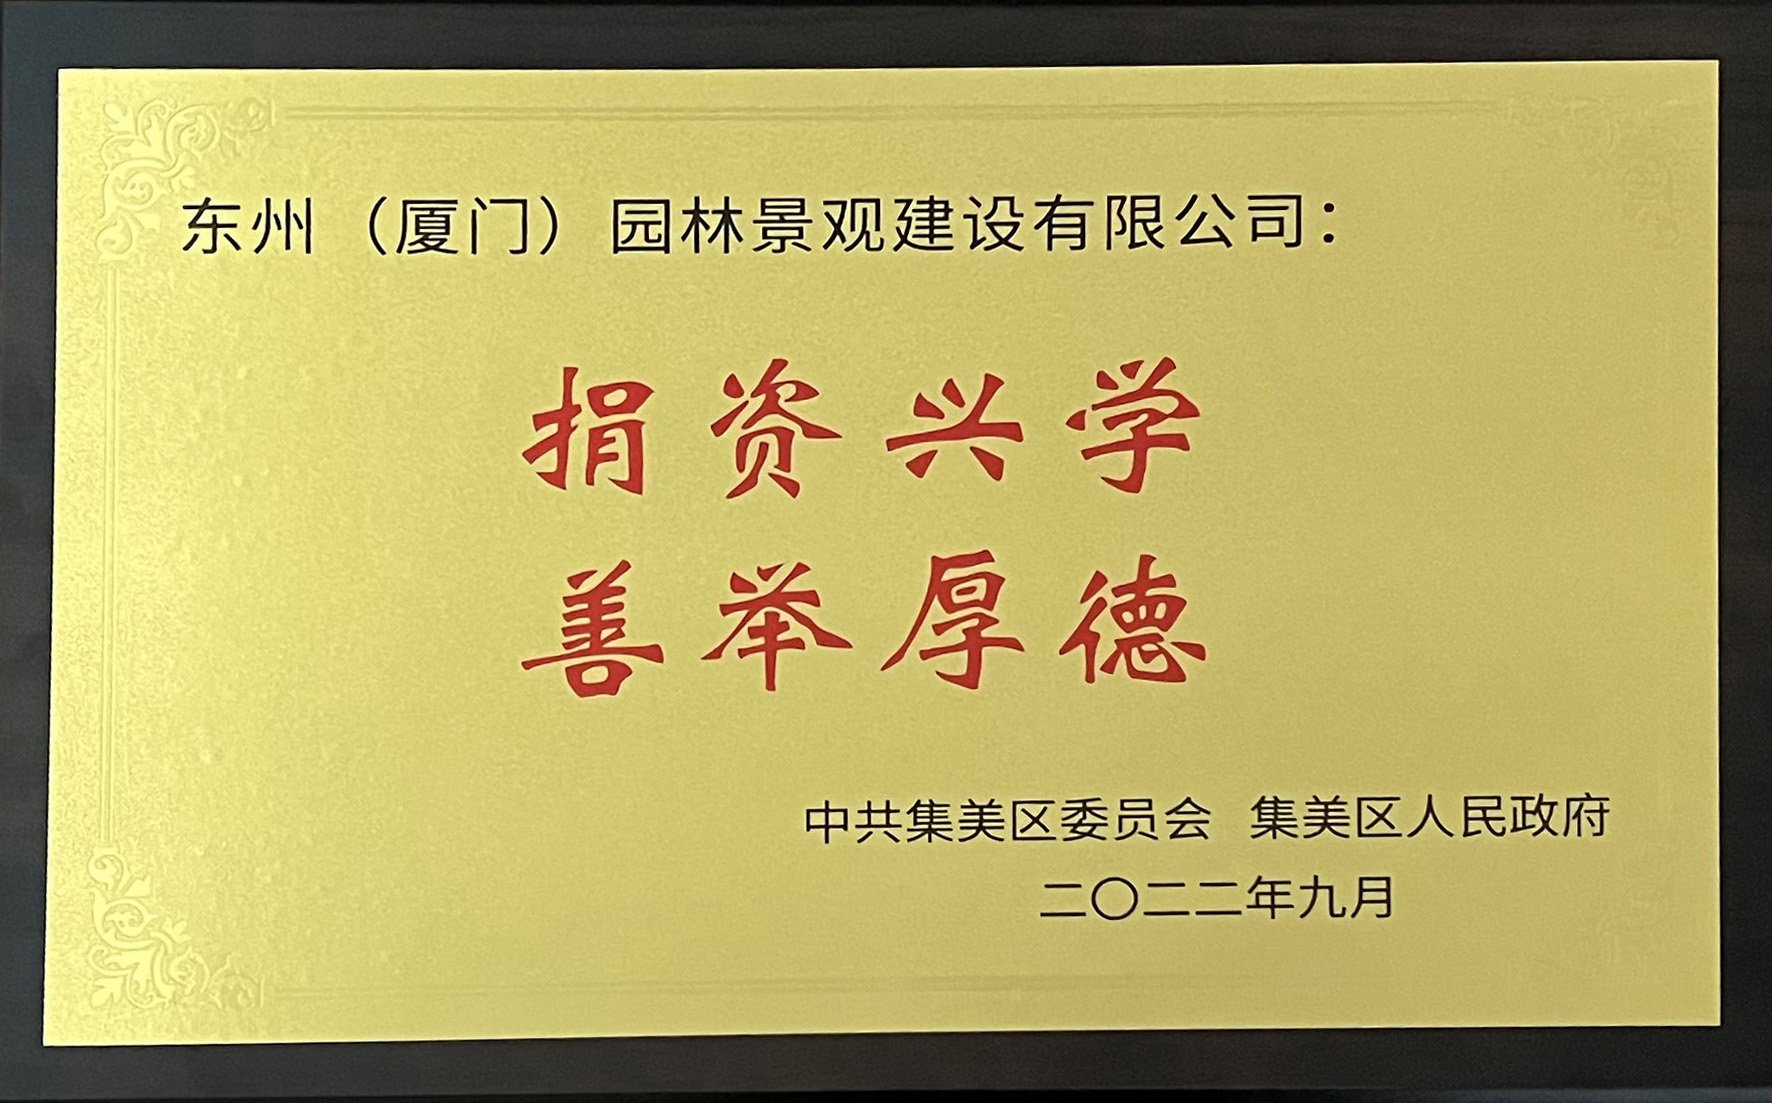 东州（厦门）园林景观建设有限公司：
捐资兴学
善举厚德
中共集美区委员会 集美区人民政府
二〇二二年九月